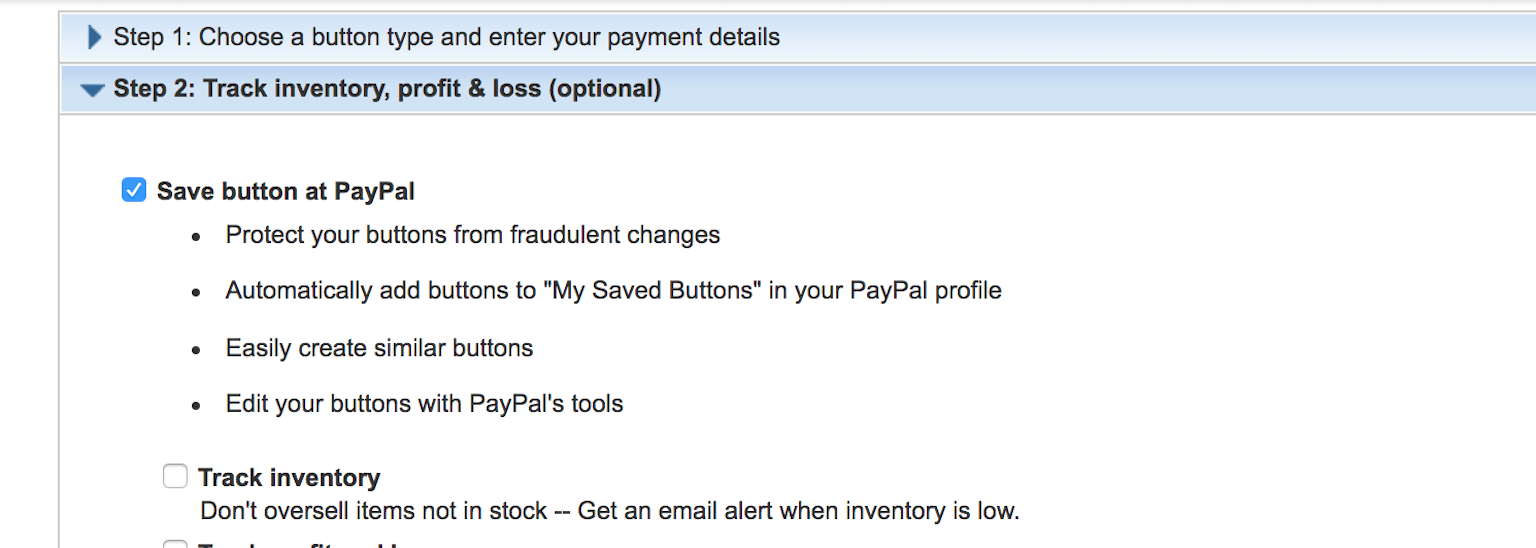 Step 1: Choose a button type and enter your payment details
Step 2: Track inventory, profit & loss (optional)
Save button at PayPal
Protect your buttons from fraudulent changes
Automatically add buttons to "My Saved Buttons" in your PayPal profile
Easily create similar buttons
Edit your buttons with PayPal's tools
Track inventory
Don't oversell items not in stock -- Get an email alert when inventory is low.